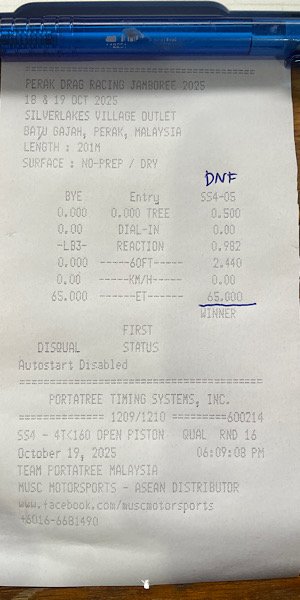 ==========================================
PERAK DRAG RACING JAMBOREE 2025
18 & 19 OCT 2025
SILVERLAKES VILLAGE OUTLET
BATU GAJAH, PERAK, MALAYSIA
LENGTH : 201M
SURFACE : NO-PREP / DRY
DNF
BYE Entry SS4-05
0.000 0.000 TREE 0.500
0.00 DIAL-IN 0.00
-LB3- REACTION 0.982
0.000 ------60FT------ 2.440
0.00 ------KM/H------ 0.00
65.000 -------ET------- 65.000
WINNER
FIRST
DISQUAL STATUS
Autostart Disabled
==========================================
PORTATREE TIMING SYSTEMS, INC.
============== 1209/1210 =========600214
SS4 - 4TK160 OPEN PISTON QUAL RND 16
October 19, 2025 06:09:08 PM
TEAM PORTATREE MALAYSIA
MUSC MOTORSPORTS - ASEAN DISTRIBUTOR
www.facebook.com/muscmotorsports
+6016-6681490